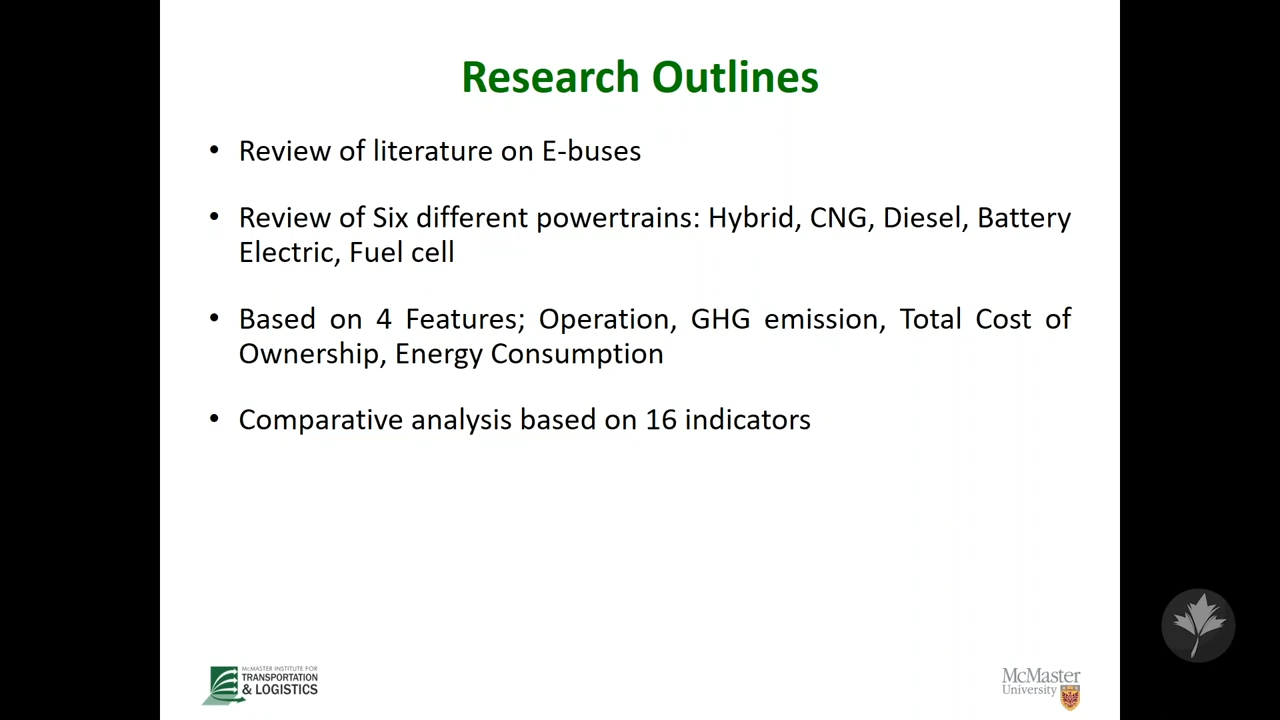 Research Outlines
• Review of literature on E-buses
• Review of Six different powertrains: Hybrid, CNG, Diesel, Battery
Electric, Fuel cell
• Based on 4 Features; Operation, GHG emission, Total Cost of
Ownership, Energy Consumption
• Comparative analysis based on 16 indicators
McMASTER INSTITUTE FOR
TRANSPORTATION
& LOGISTICS
McMaster
University